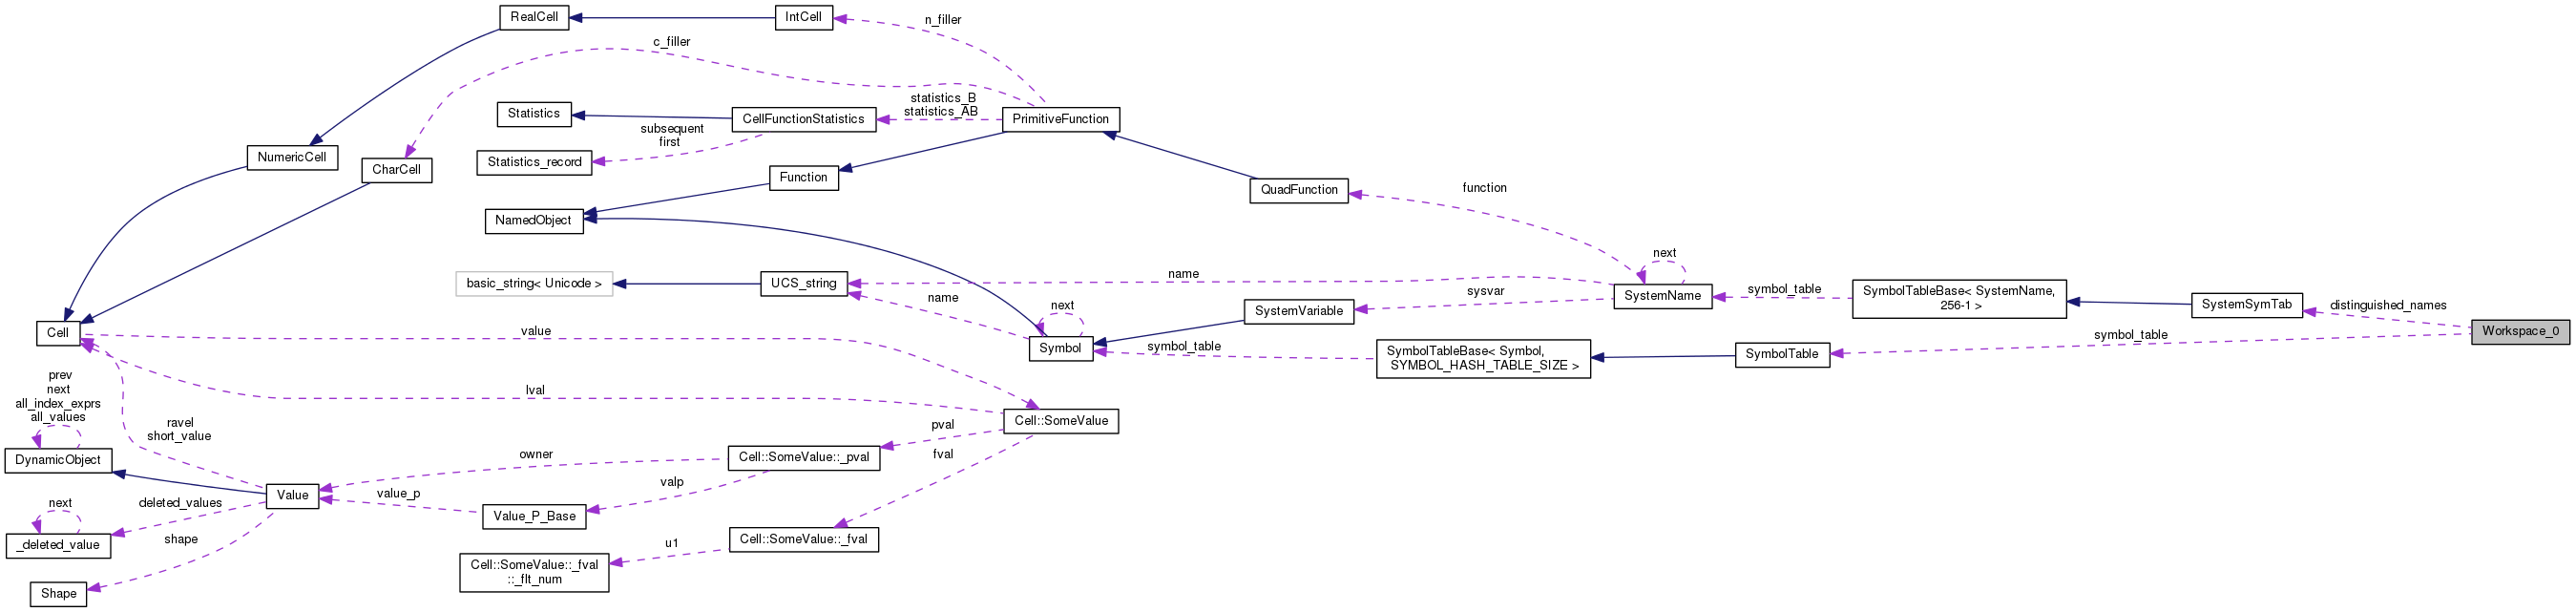 RealCell
IntCell
n_filler
c_filler
Statistics
CellFunctionStatistics
statistics_B
statistics_AB
PrimitiveFunction
subsequent
first
Statistics_record
NumericCell
CharCell
Function
QuadFunction
function
NamedObject
next
basic_string< Unicode >
UCS_string
name
name
sysvar
SystemName
symbol_table
SymbolTableBase< SystemName,
256-1 >
SystemSymTab
distinguished_names
Workspace_0
Cell
value
next
Symbol
SystemVariable
symbol_table
SymbolTableBase< Symbol,
SYMBOL_HASH_TABLE_SIZE >
SymbolTable
symbol_table
prev
next
all_index_exprs
all_values
DynamicObject
ravel
short_value
lval
Cell::SomeValue
pval
fval
owner
Cell::SomeValue::_pval
valp
Value
value_p
Value_P_Base
deleted_values
next
_deleted_value
shape
Shape
u1
Cell::SomeValue::_fval
Cell::SomeValue::_fval
::_flt_num